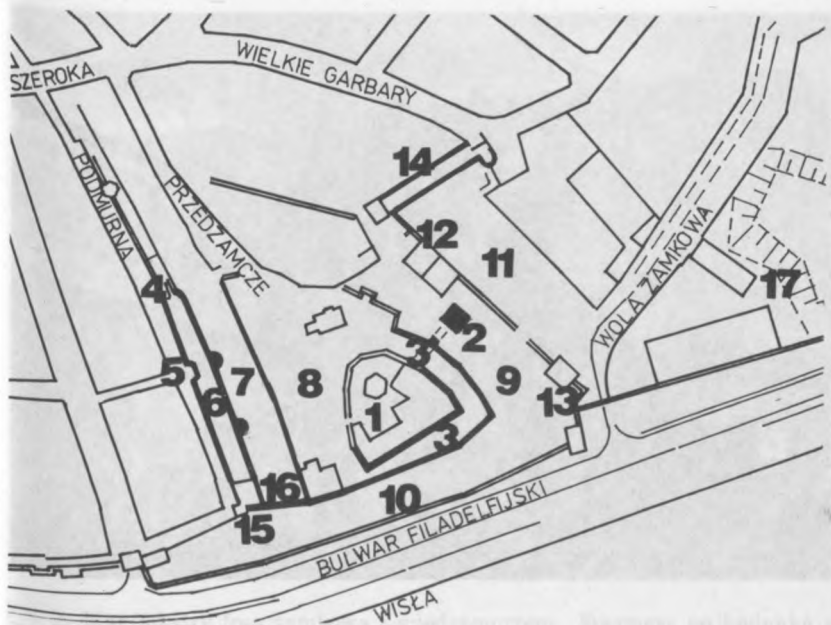 SZEROKA
WIELKIE GARBARY
PODMURNA
PRZEDZAMCZE
14
12
11
WOLA ZAMKOWA
17
4
2
5
3
7
8
9
6
1
13
3
16
10
15
BULWAR FILADELFIJSKI
WISŁA